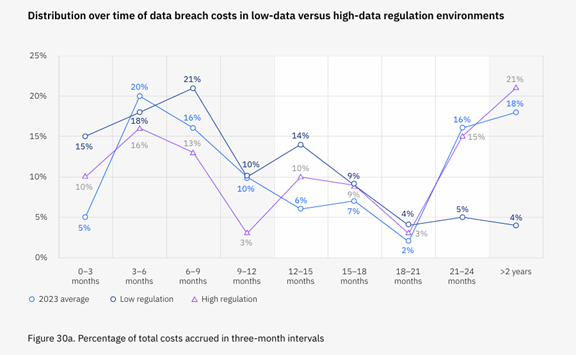 Distribution over time of data breach costs in low-data versus high-data regulation environments
25%
20%
15%
10%
5%
0%
5%
20%
16%
10%
6%
7%
2%
16%
18%
15%
18%
21%
10%
14%
9%
4%
5%
4%
10%
16%
13%
3%
10%
9%
3%
15%
21%
0–3 months
3–6 months
6–9 months
9–12 months
12–15 months
15–18 months
18–21 months
21–24 months
>2 years
2023 average
Low regulation
High regulation
Figure 30a. Percentage of total costs accrued in three-month intervals